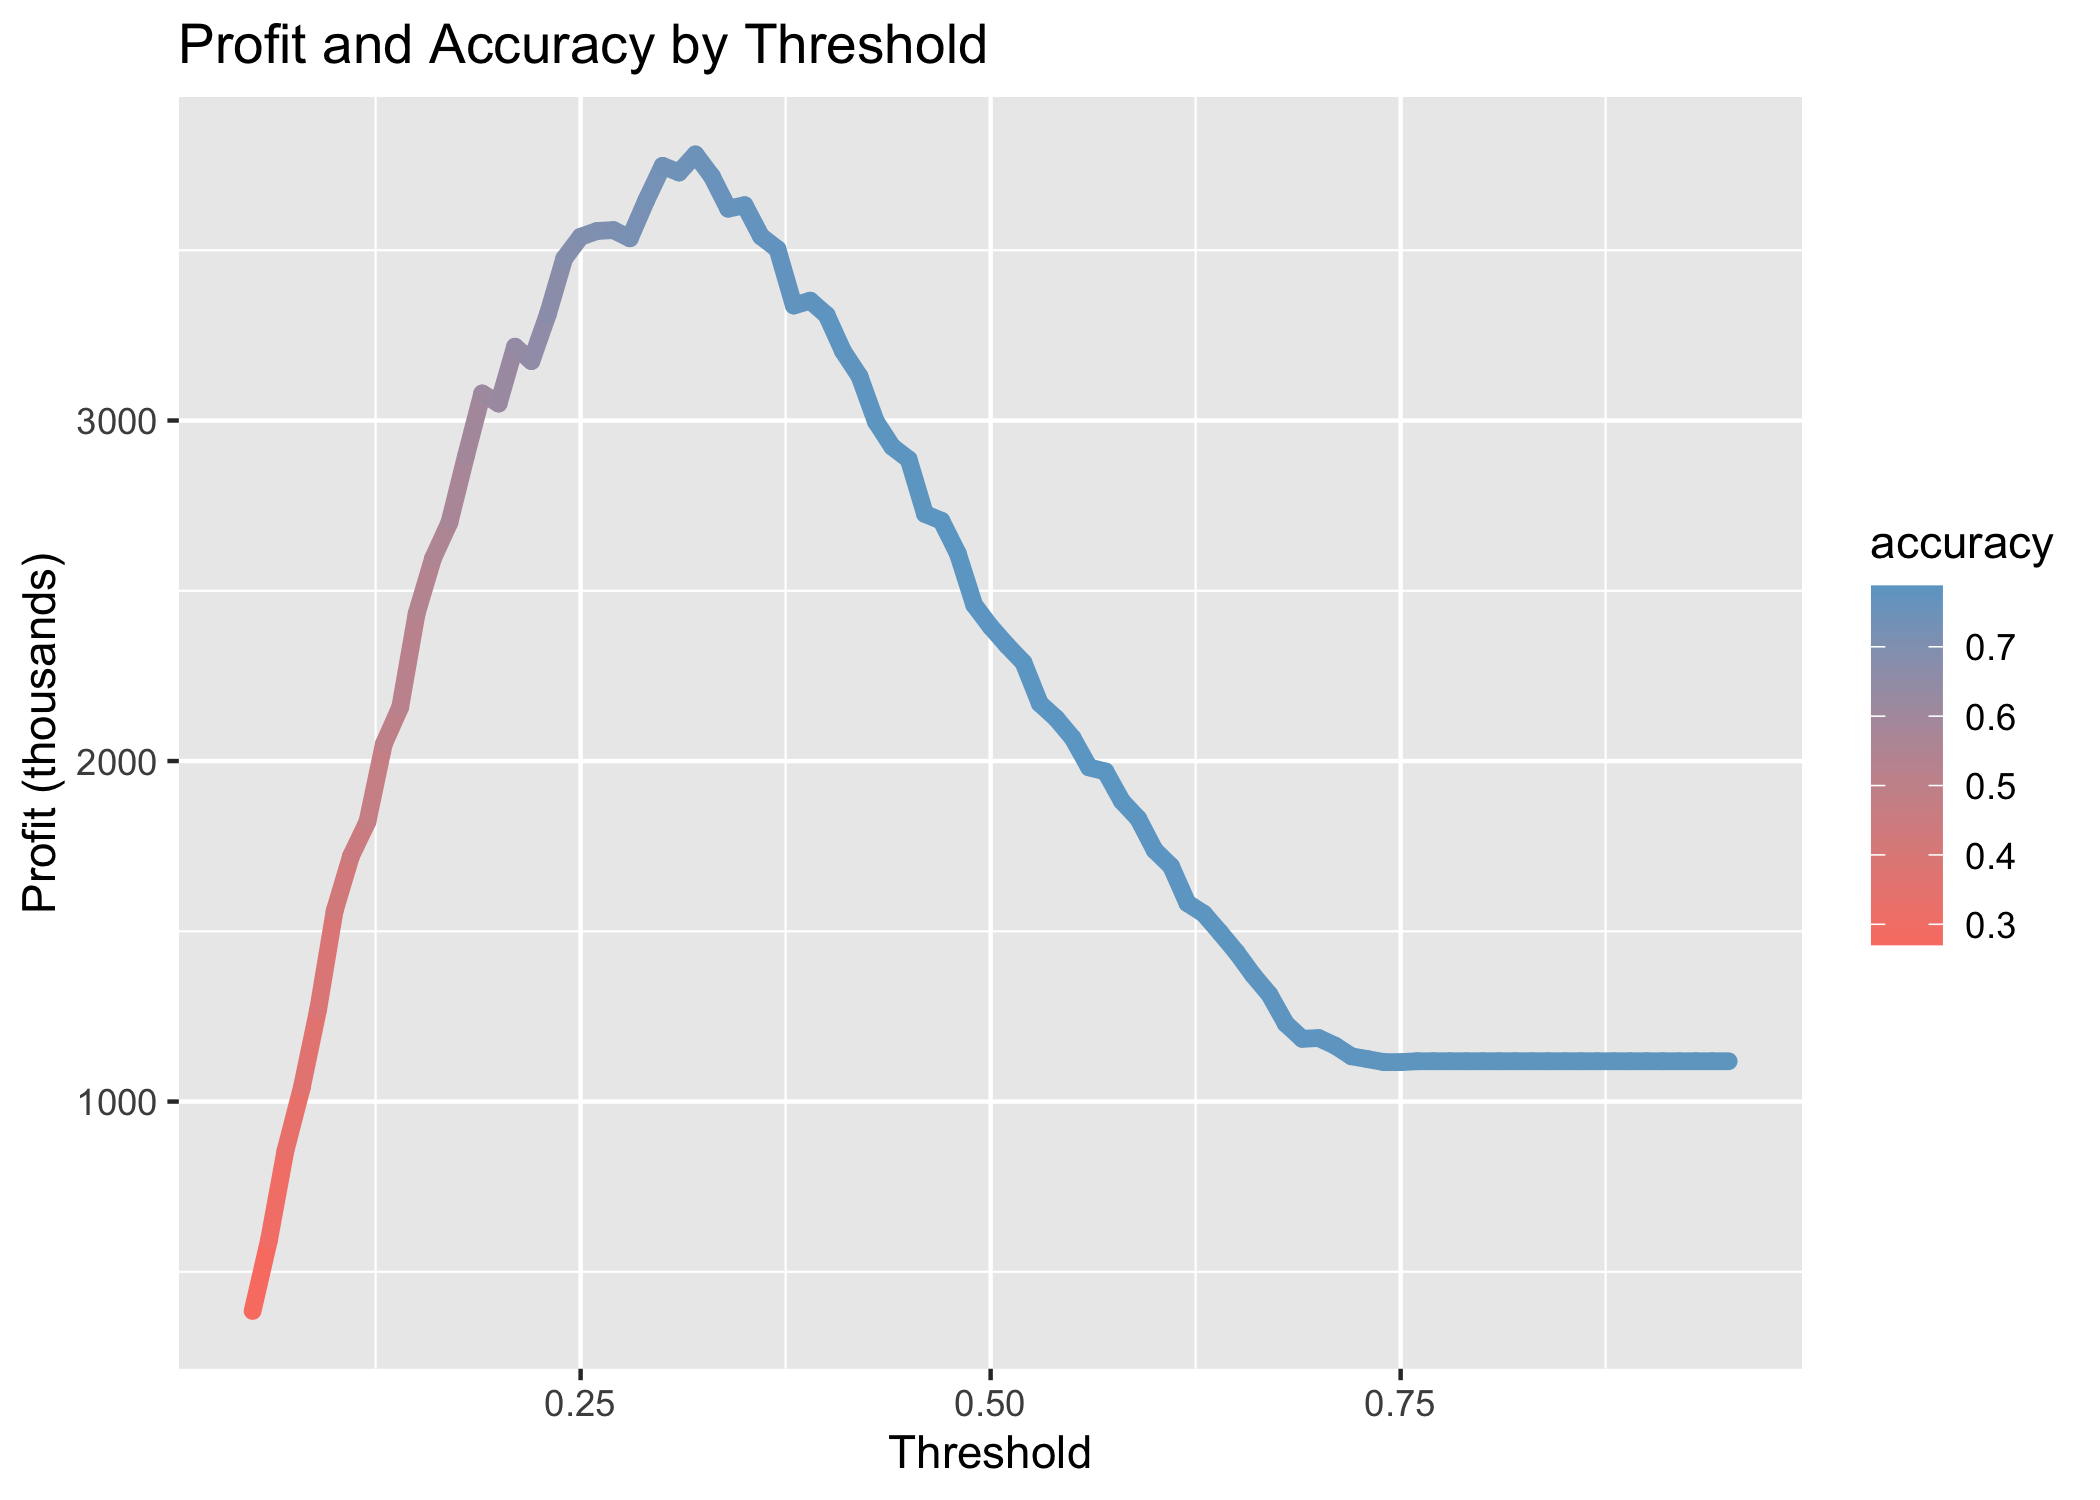 Profit and Accuracy by Threshold
Profit (thousands)
3000
2000
1000
0.25
0.50
0.75
Threshold
accuracy
0.7
0.6
0.5
0.4
0.3